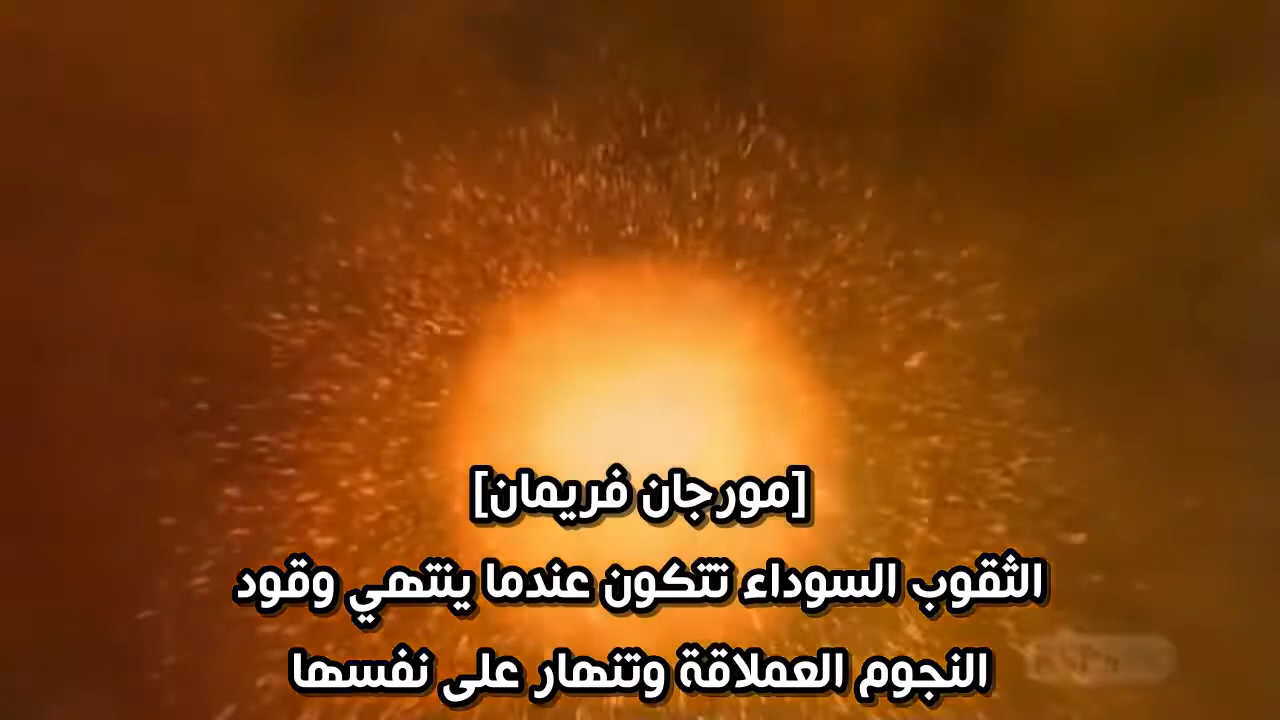 [مورجان فريمان]
الثقوب السوداء تتكون عندما ينتهي وقود
النجوم العملاقة وتنهار على نفسها